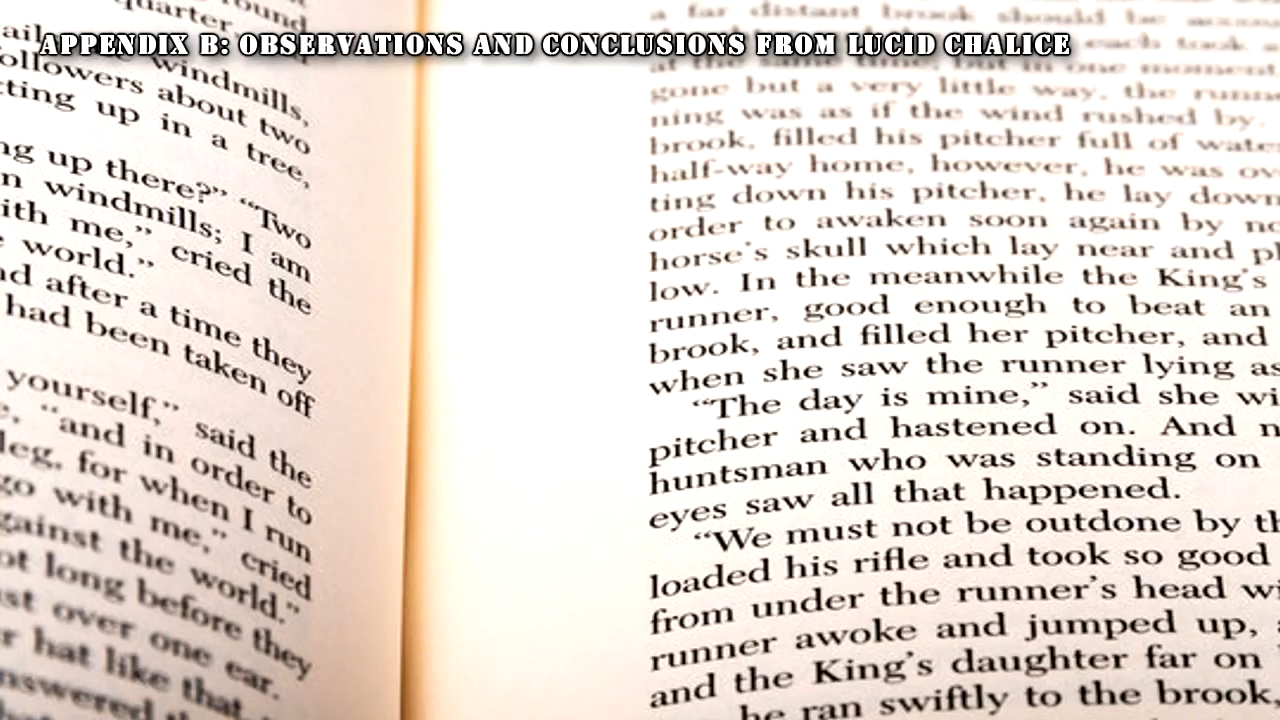 APPENDIX B: OBSERVATIONS AND CONCLUSIONS FROM LUCID CHALICE
quarter
windmills,
ollowers about two
tting up in a tree,
ng up there?” “Two
n windmills; I am
ith me,” cried the
world.”
nd after a time they
had been taken off
yourself,” said the
“and in order to
leg, for when I run
go with me,” cried
gainst the world.”
ot long before they
st over one ear.
r hat like that,
nswered
a far distant brook should be
each took a
at the same time; but in one moment
gone but a very little way, the runne
ning was as if the wind rushed by.
brook, filled his pitcher full of wate
half-way home, however, he was ov
ting down his pitcher, he lay down
order to awaken soon again by no
horse’s skull which lay near and pl
low. In the meanwhile the King’s
runner, good enough to beat an
brook, and filled her pitcher, and
when she saw the runner lying as
“The day is mine,” said she wi
pitcher and hastened on. And n
huntsman who was standing on
eyes saw all that happened.
“We must not be outdone by th
loaded his rifle and took so good
from under the runner’s head wi
runner awoke and jumped up, a
and the King’s daughter far on
he ran swiftly to the brook,